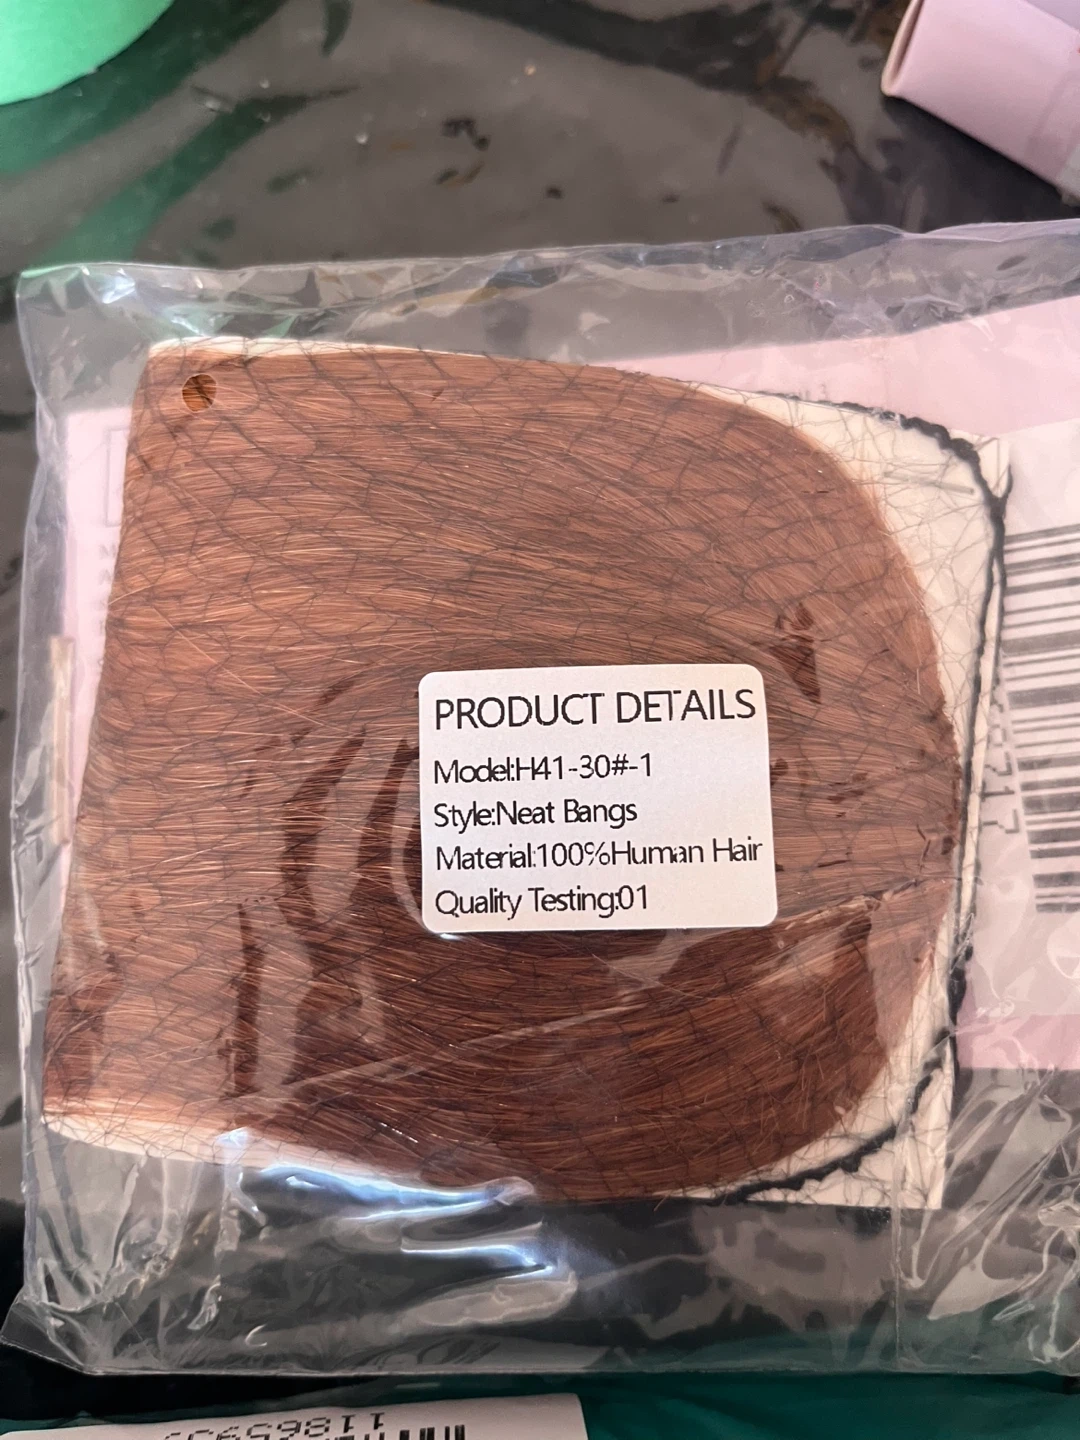 PRODUCT DETAILS
Model:H41-30#-1
Style:Neat Bangs
Material:100%Human Hair
Quality Testing:01